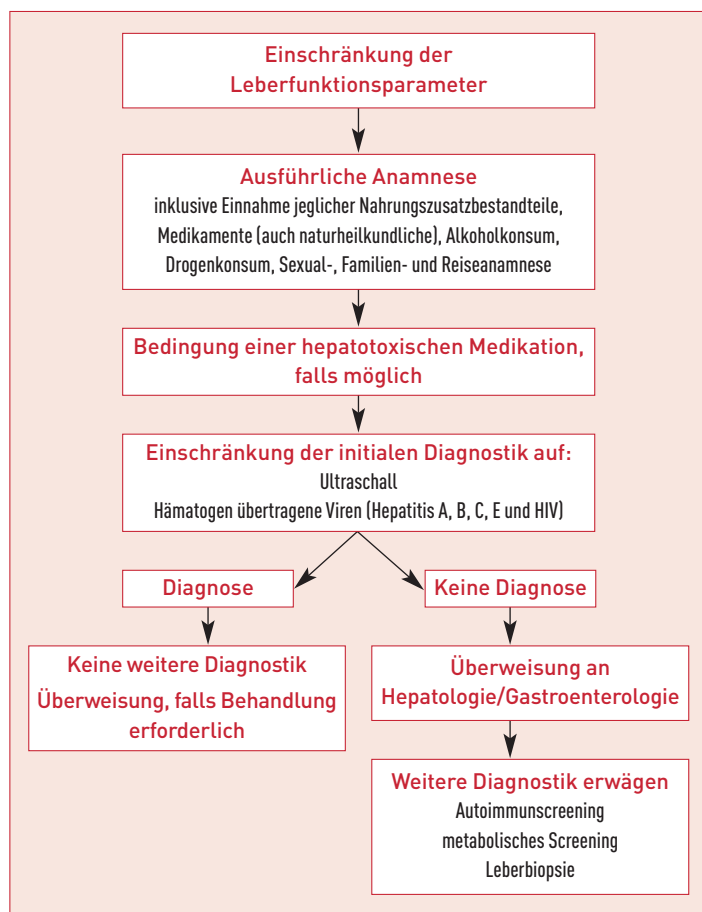 Einschränkung der
Leberfunktionsparameter
Ausführliche Anamnese
inklusive Einnahme jeglicher Nahrungszusatzbestandteile,
Medikamente (auch naturheilkundliche), Alkoholkonsum,
Drogenkonsum, Sexual-, Familien- und Reiseanamnese
Bedingung einer hepatotoxischen Medikation,
falls möglich
Einschränkung der initialen Diagnostik auf:
Ultraschall
Hämatogen übertragene Viren (Hepatitis A, B, C, E und HIV)
Diagnose
Keine weitere Diagnostik
Überweisung, falls Behandlung
erforderlich
Keine Diagnose
Überweisung an
Hepatologie/Gastroenterologie
Weitere Diagnostik erwägen
Autoimmunscreening
metabolisches Screening
Leberbiopsie